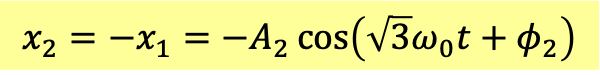 x₂ = −x₁ = −A₂ cos(√3ω₀t + ϕ₂)